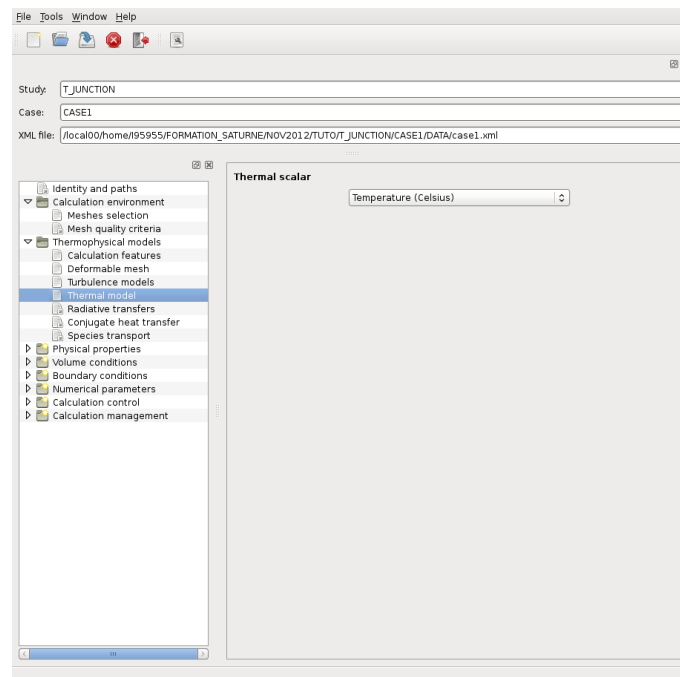 File Tools Window Help
Study: T_JUNCTION
Case: CASE1
XML file: /local00/home/I95955/FORMATION_SATURNE/NOV2012/TUTO/T_JUNCTION/CASE1/DATA/case1.xml
Identity and paths
Calculation environment
Meshes selection
Mesh quality criteria
Thermophysical models
Calculation features
Deformable mesh
Turbulence models
Thermal model
Radiative transfers
Conjugate heat transfer
Species transport
Physical properties
Volume conditions
Boundary conditions
Numerical parameters
Calculation control
Calculation management
Thermal scalar
Temperature (Celsius)